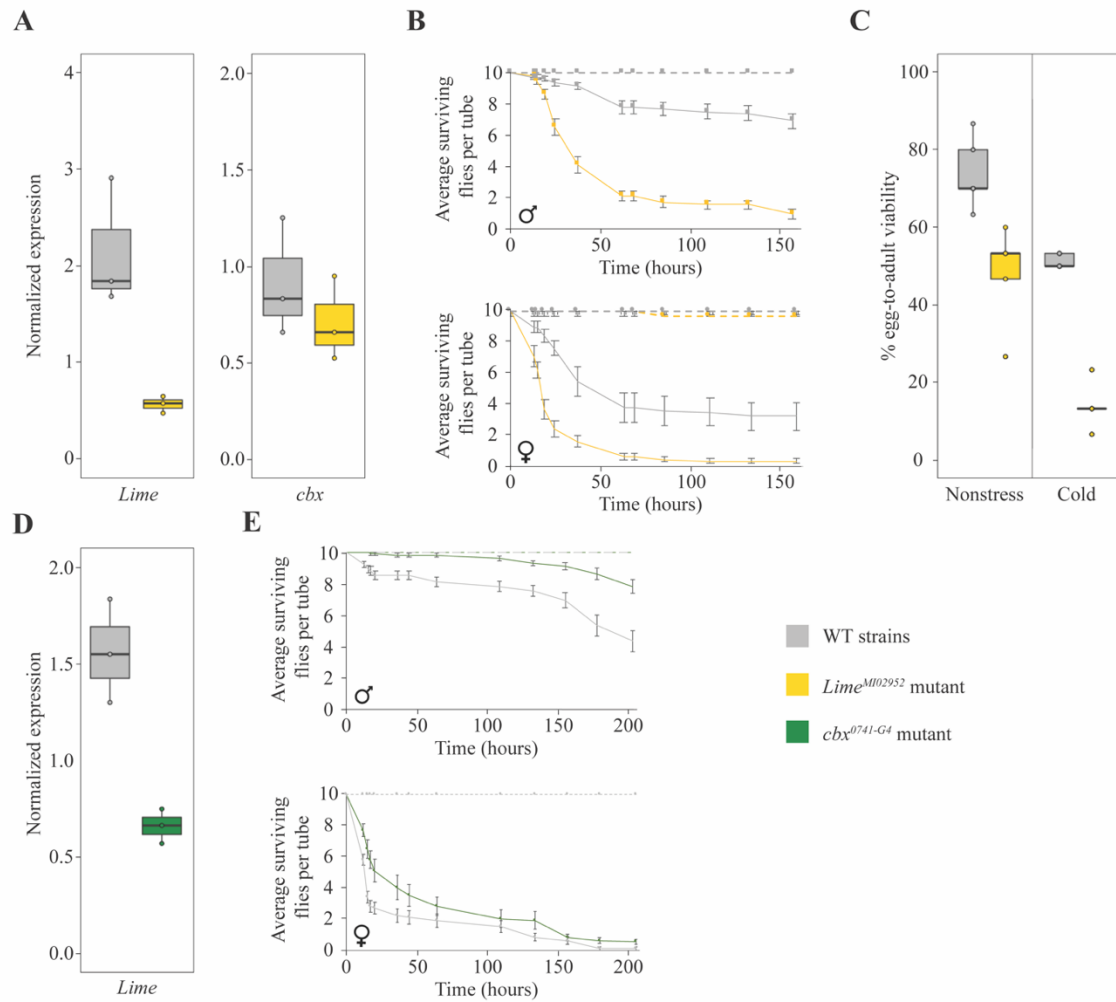 A
Normalized expression
4
3
2
1
0
Lime
2.0
1.5
1.0
0.5
0.0
cbx
B
Average surviving
flies per tube
10
8
6
4
2
0
♂
0 50 100 150
Time (hours)
Average surviving
flies per tube
10
8
6
4
2
0
♀
0 50 100 150
Time (hours)
C
% egg-to-adult viability
100
80
60
40
20
0
Nonstress Cold
D
Normalized expression
2.0
1.5
1.0
0.5
0.0
Lime
E
Average surviving
flies per tube
10
8
6
4
2
0
♂
0 50 100 150 200
Time (hours)
Average surviving
flies per tube
10
8
6
4
2
0
♀
0 50 100 150 200
Time (hours)
WT strains
Lime^MI02952 mutant
cbx^0741-G4 mutant